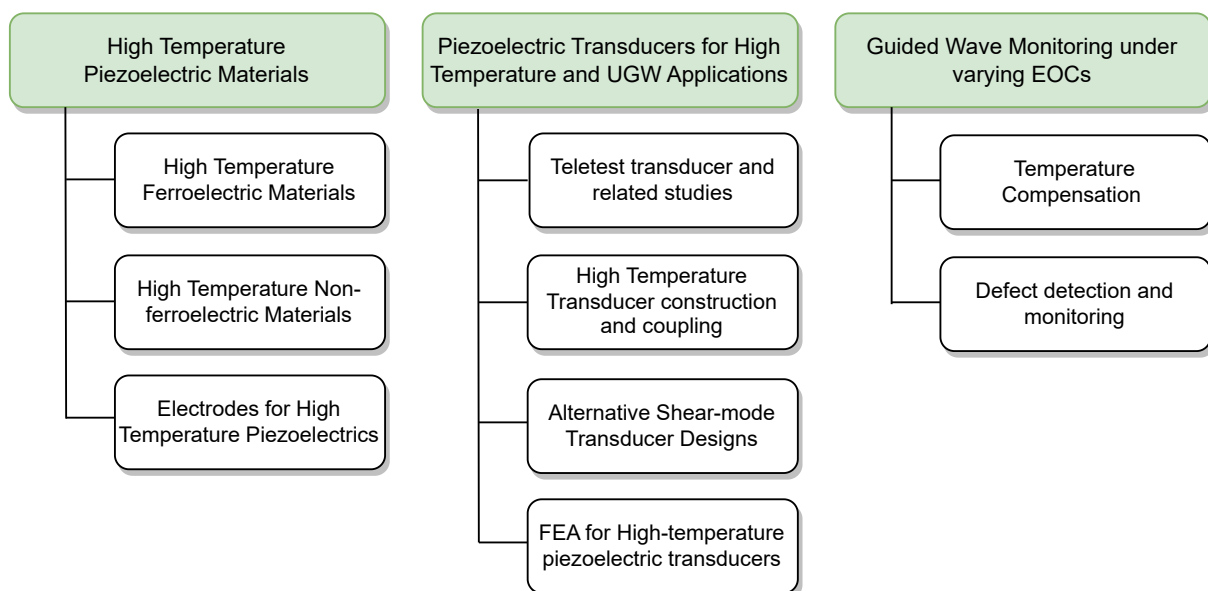 High Temperature
Piezoelectric Materials
High Temperature
Ferroelectric Materials
High Temperature Non-
ferroelectric Materials
Electrodes for High
Temperature Piezoelectrics
Piezoelectric Transducers for High
Temperature and UGW Applications
Teletest transducer and
related studies
High Temperature
Transducer construction
and coupling
Alternative Shear-mode
Transducer Designs
FEA for High-temperature
piezoelectric transducers
Guided Wave Monitoring under
varying EOCs
Temperature
Compensation
Defect detection and
monitoring